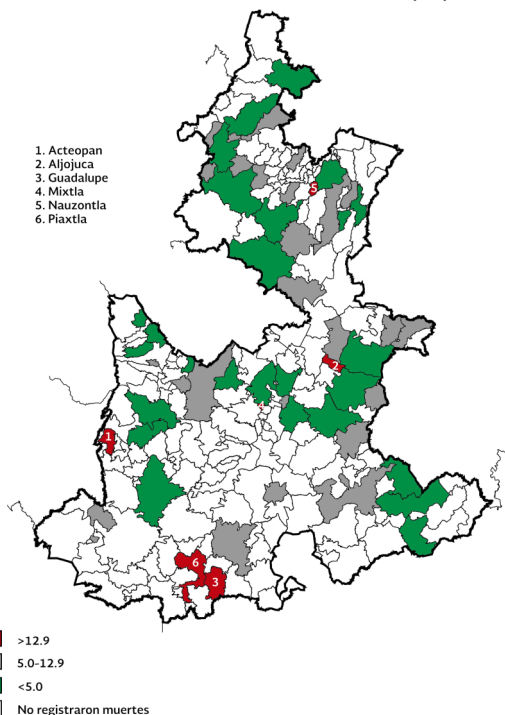 1. Acteopan
2. Aljojuca
3. Guadalupe
4. Mixtla
5. Nauzontla
6. Piaxtla
5
2
4
1
6
3
>12.9
5.0-12.9
<5.0
No registraron muertes